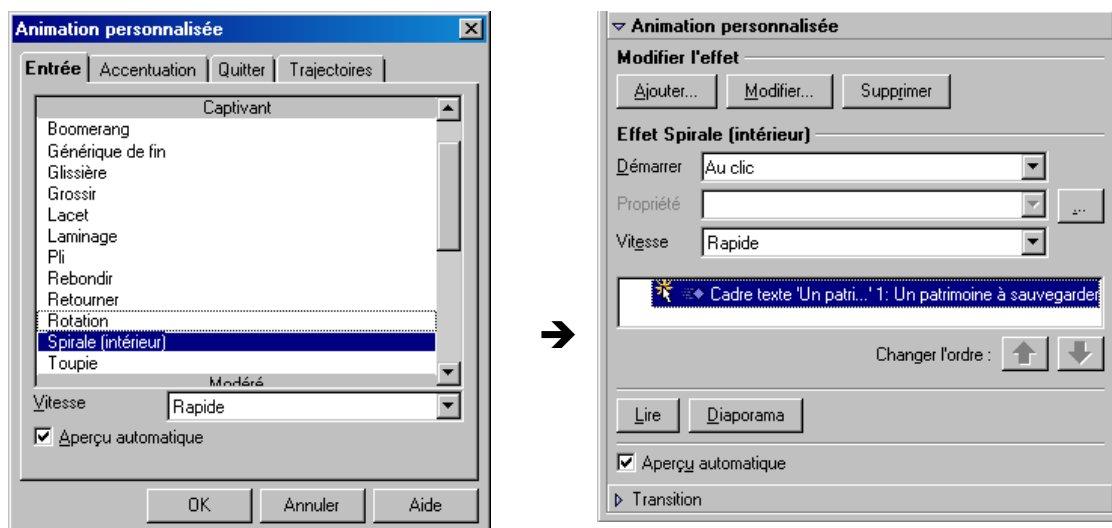 Animation personnalisée
Entrée Accentuation Quitter Trajectoires
Captivant
Boomerang
Générique de fin
Glissière
Grossir
Lacet
Laminage
Pli
Rebondir
Retourner
Rotation
Spirale (intérieur)
Toupie
Modéré
Vitesse Rapide
Aperçu automatique
OK Annuler Aide
➔
Animation personnalisée
Modifier l'effet
Ajouter... Modifier... Supprimer
Effet Spirale (intérieur)
Démarrer Au clic
Propriété ...
Vitesse Rapide
Cadre texte 'Un patri...' 1: Un patrimoine à sauvegarder
Changer l'ordre :
Lire Diaporama
Aperçu automatique
Transition